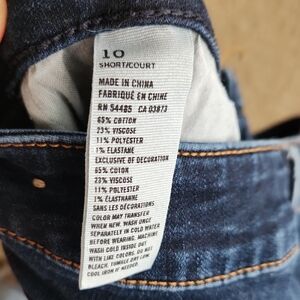 10
SHORT/COURT
MADE IN CHINA
FABRIQUÉ EN CHINE
RN 54485 CA 03873
65% COTTON
23% VISCOSE
11% POLYESTER
1% ELASTANE
EXCLUSIVE OF DECORATION
65% COTON
23% VISCOSE
11% POLYESTER
1% ÉLASTHANNE
SANS LES DÉCORATIONS
COLOR MAY TRANSFER
WHEN NEW. WASH ONCE
SEPARATELY IN COLD WATER
BEFORE WEARING. MACHINE
WASH COLD INSIDE OUT
WITH LIKE COLORS. DO NOT
BLEACH. TUMBLE DRY LOW.
COOL IRON IF NEEDED.